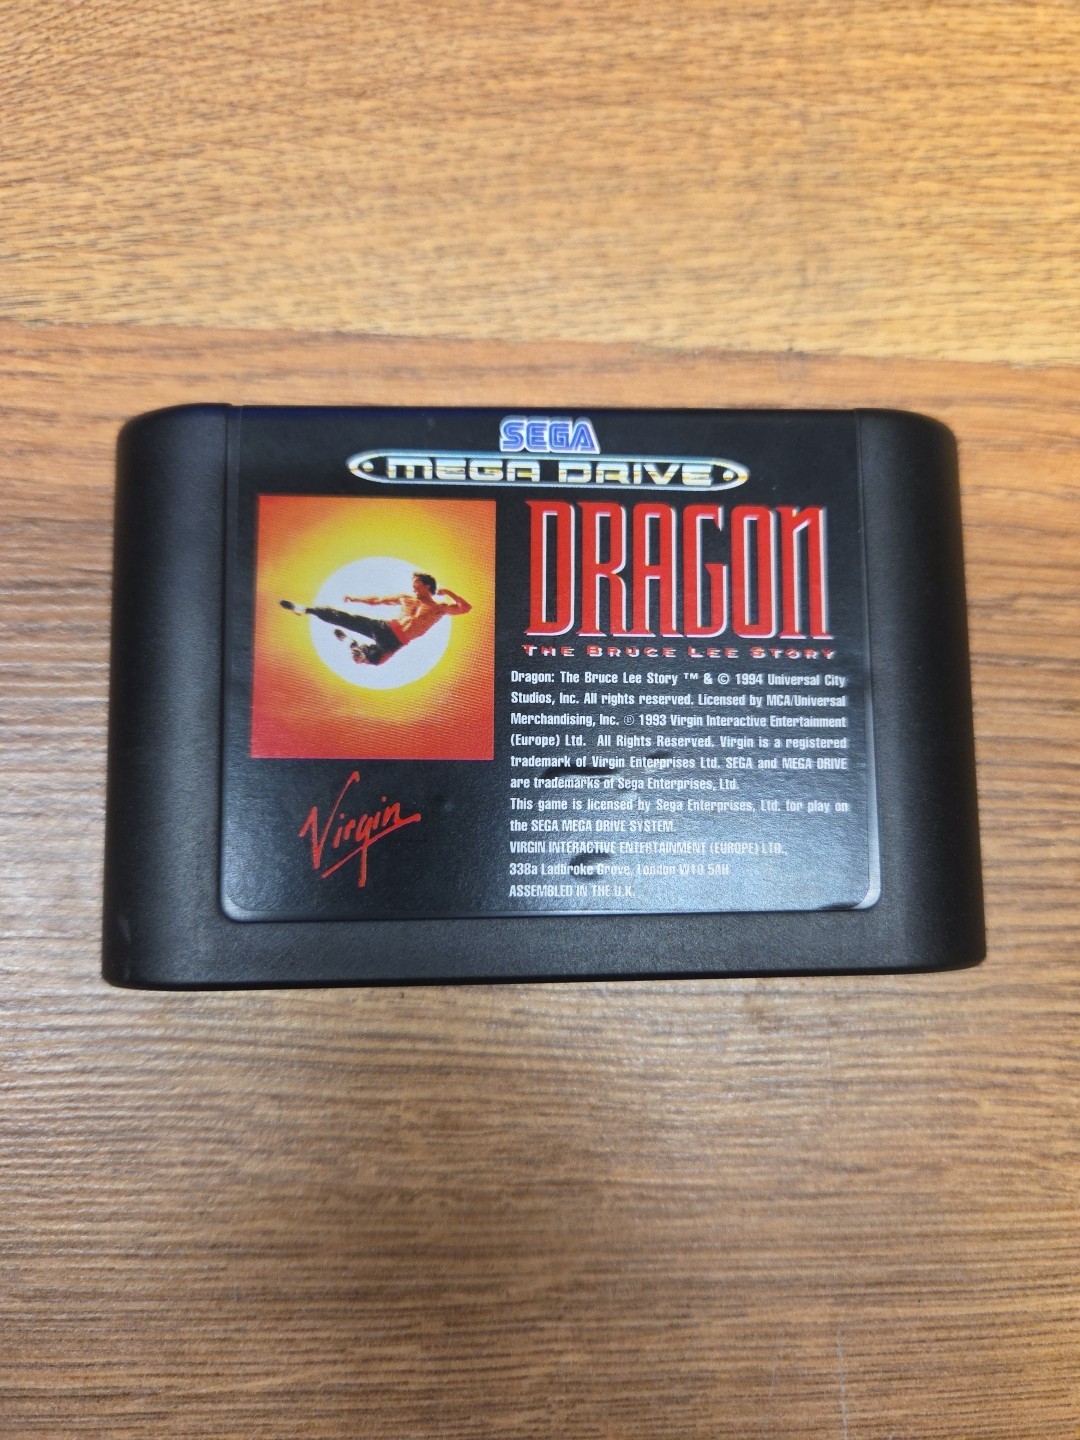 SEGA
MEGA DRIVE
DRAGON
THE BRUCE LEE STORY
Dragon: The Bruce Lee Story ™ & © 1994 Universal City
Studios, Inc. All rights reserved. Licensed by MCA/Universal
Merchandising, Inc. ℗ 1993 Virgin Interactive Entertainment
(Europe) Ltd. All Rights Reserved. Virgin is a registered
trademark of Virgin Enterprises Ltd. SEGA and MEGA DRIVE
are trademarks of Sega Enterprises, Ltd.
This game is licensed by Sega Enterprises, Ltd. for play on
the SEGA MEGA DRIVE SYSTEM.
VIRGIN INTERACTIVE ENTERTAINMENT (EUROPE) LTD.,
338a Ladbroke Grove, London W10 5AH
ASSEMBLED IN THE U.K.
Virgin